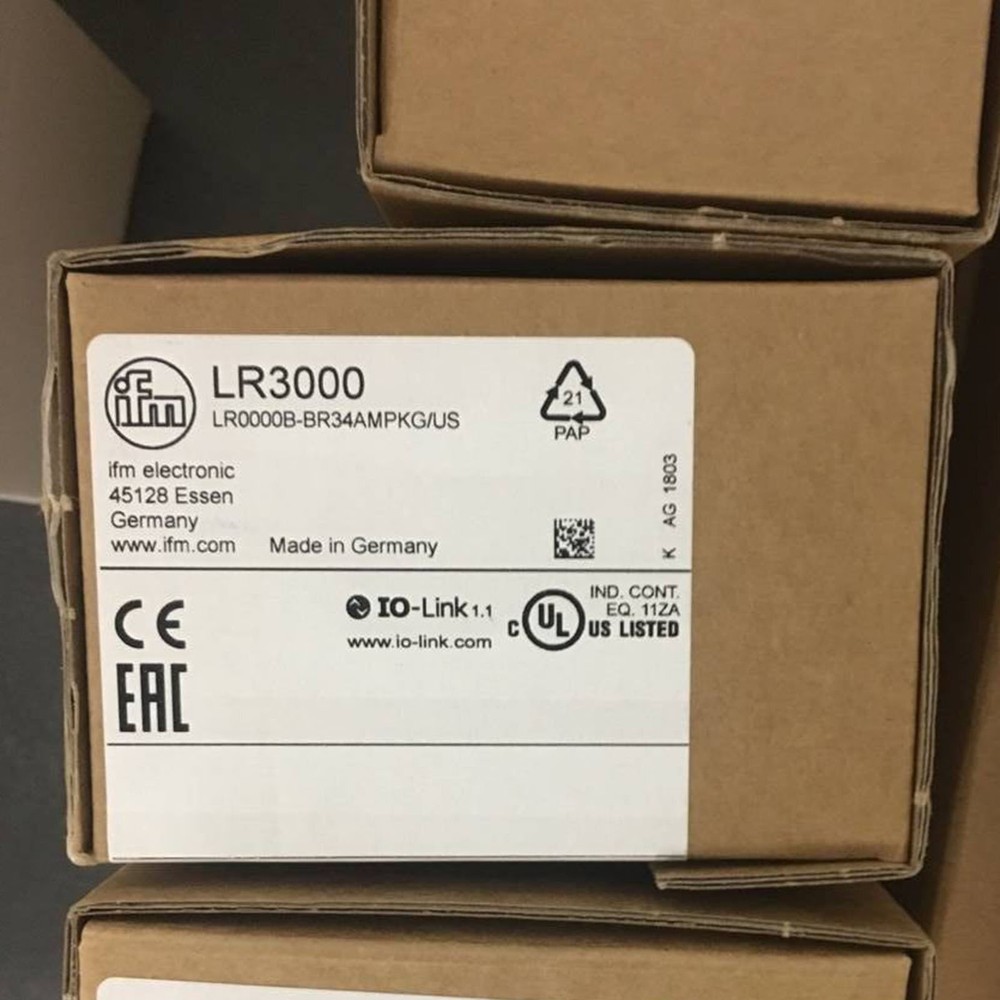 ifm
LR3000
LR0000B-BR34AMPKG/US
21
PAP
ifm electronic
45128 Essen
Germany
www.ifm.com
Made in Germany
K AG 1803
CE
IO-Link 1.1
www.io-link.com
C UL US LISTED
IND. CONT.
EQ. 11ZA
EAC